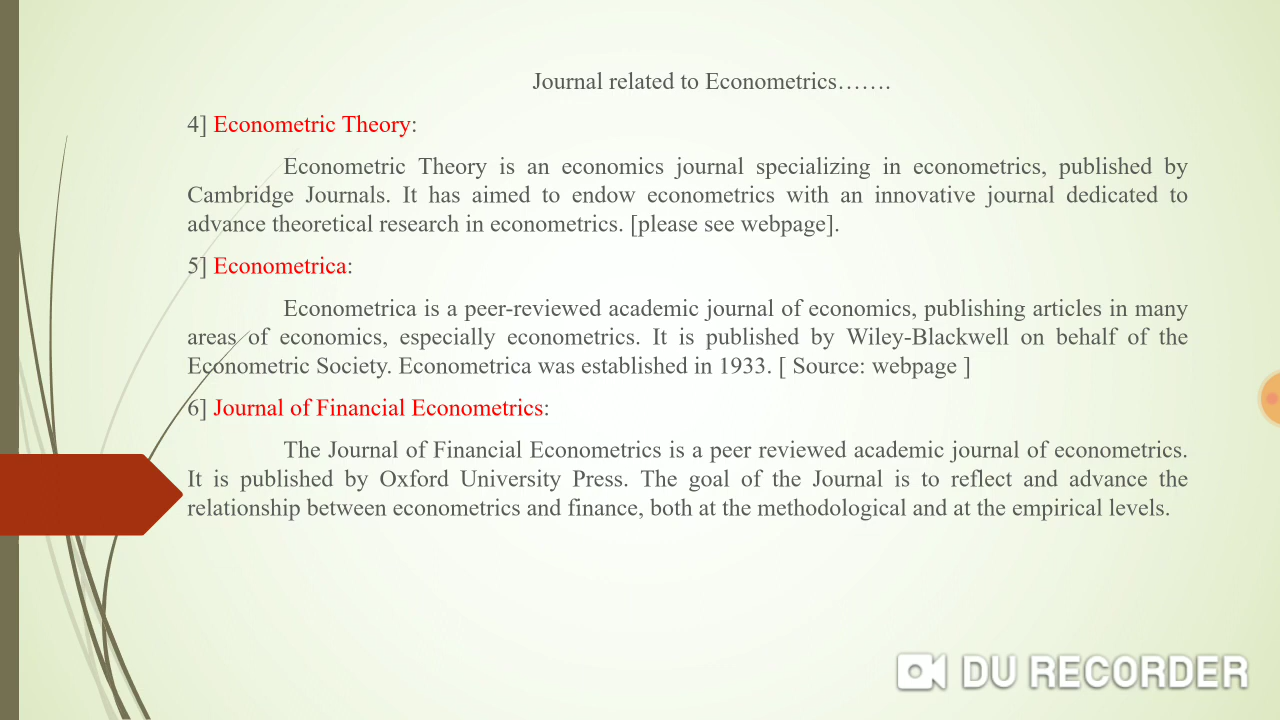 Journal related to Econometrics…….
4] Econometric Theory:
Econometric Theory is an economics journal specializing in econometrics, published by
Cambridge Journals. It has aimed to endow econometrics with an innovative journal dedicated to
advance theoretical research in econometrics. [please see webpage].
5] Econometrica:
Econometrica is a peer-reviewed academic journal of economics, publishing articles in many
areas of economics, especially econometrics. It is published by Wiley-Blackwell on behalf of the
Econometric Society. Econometrica was established in 1933. [ Source: webpage ]
6] Journal of Financial Econometrics:
The Journal of Financial Econometrics is a peer reviewed academic journal of econometrics.
It is published by Oxford University Press. The goal of the Journal is to reflect and advance the
relationship between econometrics and finance, both at the methodological and at the empirical levels.
DU RECORDER